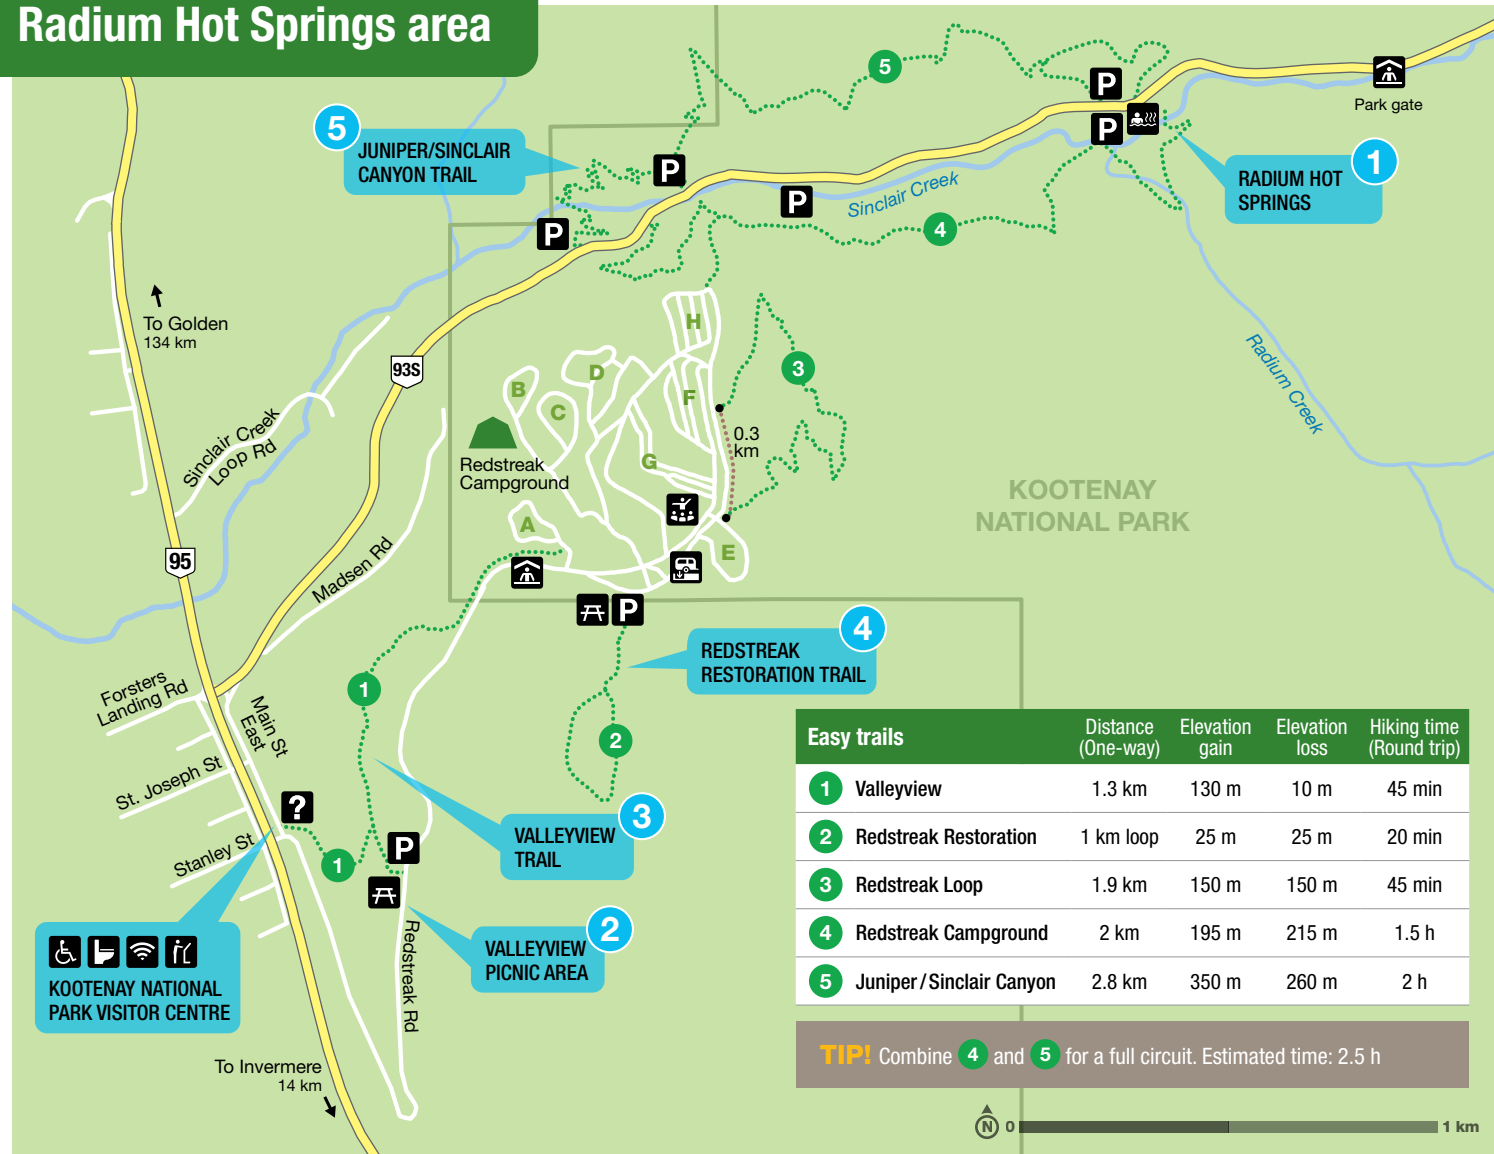 Radium Hot Springs area
5
P
Park gate
5
JUNIPER/SINCLAIR
CANYON TRAIL
P
P
1
RADIUM HOT
SPRINGS
P
P
Sinclair Creek
4
P
To Golden
134 km
H
Radium Creek
93S
3
B
D
C
F
0.3
km
Sinclair Creek
Loop Rd
Redstreak
Campground
G
KOOTENAY
NATIONAL PARK
A
E
95
Madsen Rd
P
4
REDSTREAK
RESTORATION TRAIL
Forsters
Landing Rd
1
Main St
East
2
St. Joseph St
?
3
VALLEYVIEW
TRAIL
Stanley St
1
P
2
VALLEYVIEW
PICNIC AREA
Redstreak Rd
KOOTENAY NATIONAL
PARK VISITOR CENTRE
To Invermere
14 km
Easy trails Distance (One-way) Elevation gain Elevation loss Hiking time (Round trip)
1 Valleyview 1.3 km 130 m 10 m 45 min
2 Redstreak Restoration 1 km loop 25 m 25 m 20 min
3 Redstreak Loop 1.9 km 150 m 150 m 45 min
4 Redstreak Campground 2 km 195 m 215 m 1.5 h
5 Juniper/Sinclair Canyon 2.8 km 350 m 260 m 2 h
TIP! Combine 4 and 5 for a full circuit. Estimated time: 2.5 h
N 0 1 km